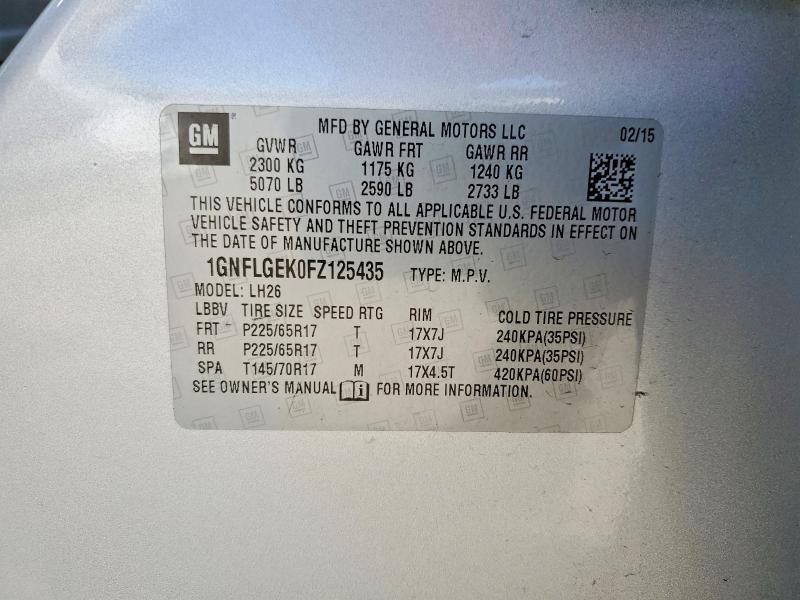 GM MFD BY GENERAL MOTORS LLC 02/15
GVWR GAWR FRT GAWR RR
2300 KG 1175 KG 1240 KG
5070 LB 2590 LB 2733 LB
THIS VEHICLE CONFORMS TO ALL APPLICABLE U.S. FEDERAL MOTOR
VEHICLE SAFETY AND THEFT PREVENTION STANDARDS IN EFFECT ON
THE DATE OF MANUFACTURE SHOWN ABOVE.
1GNFLGEK0FZ125435 TYPE: M.P.V.
MODEL: LH26
LBBV TIRE SIZE SPEED RTG RIM COLD TIRE PRESSURE
FRT P225/65R17 T 17X7J 240KPA(35PSI)
RR P225/65R17 T 17X7J 240KPA(35PSI)
SPA T145/70R17 M 17X4.5T 420KPA(60PSI)
SEE OWNER'S MANUAL FOR MORE INFORMATION.